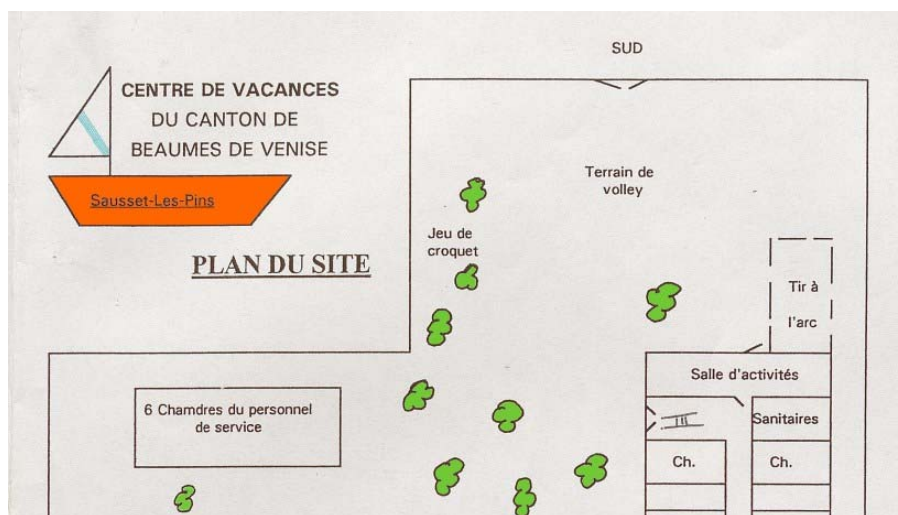 SUD
CENTRE DE VACANCES
DU CANTON DE
BEAUMES DE VENISE
Sausset-Les-Pins
PLAN DU SITE
Terrain de
volley
Jeu de
croquet
Tir à
l'arc
Salle d'activités
6 Chamdres du personnel
de service
Sanitaires
Ch.
Ch.